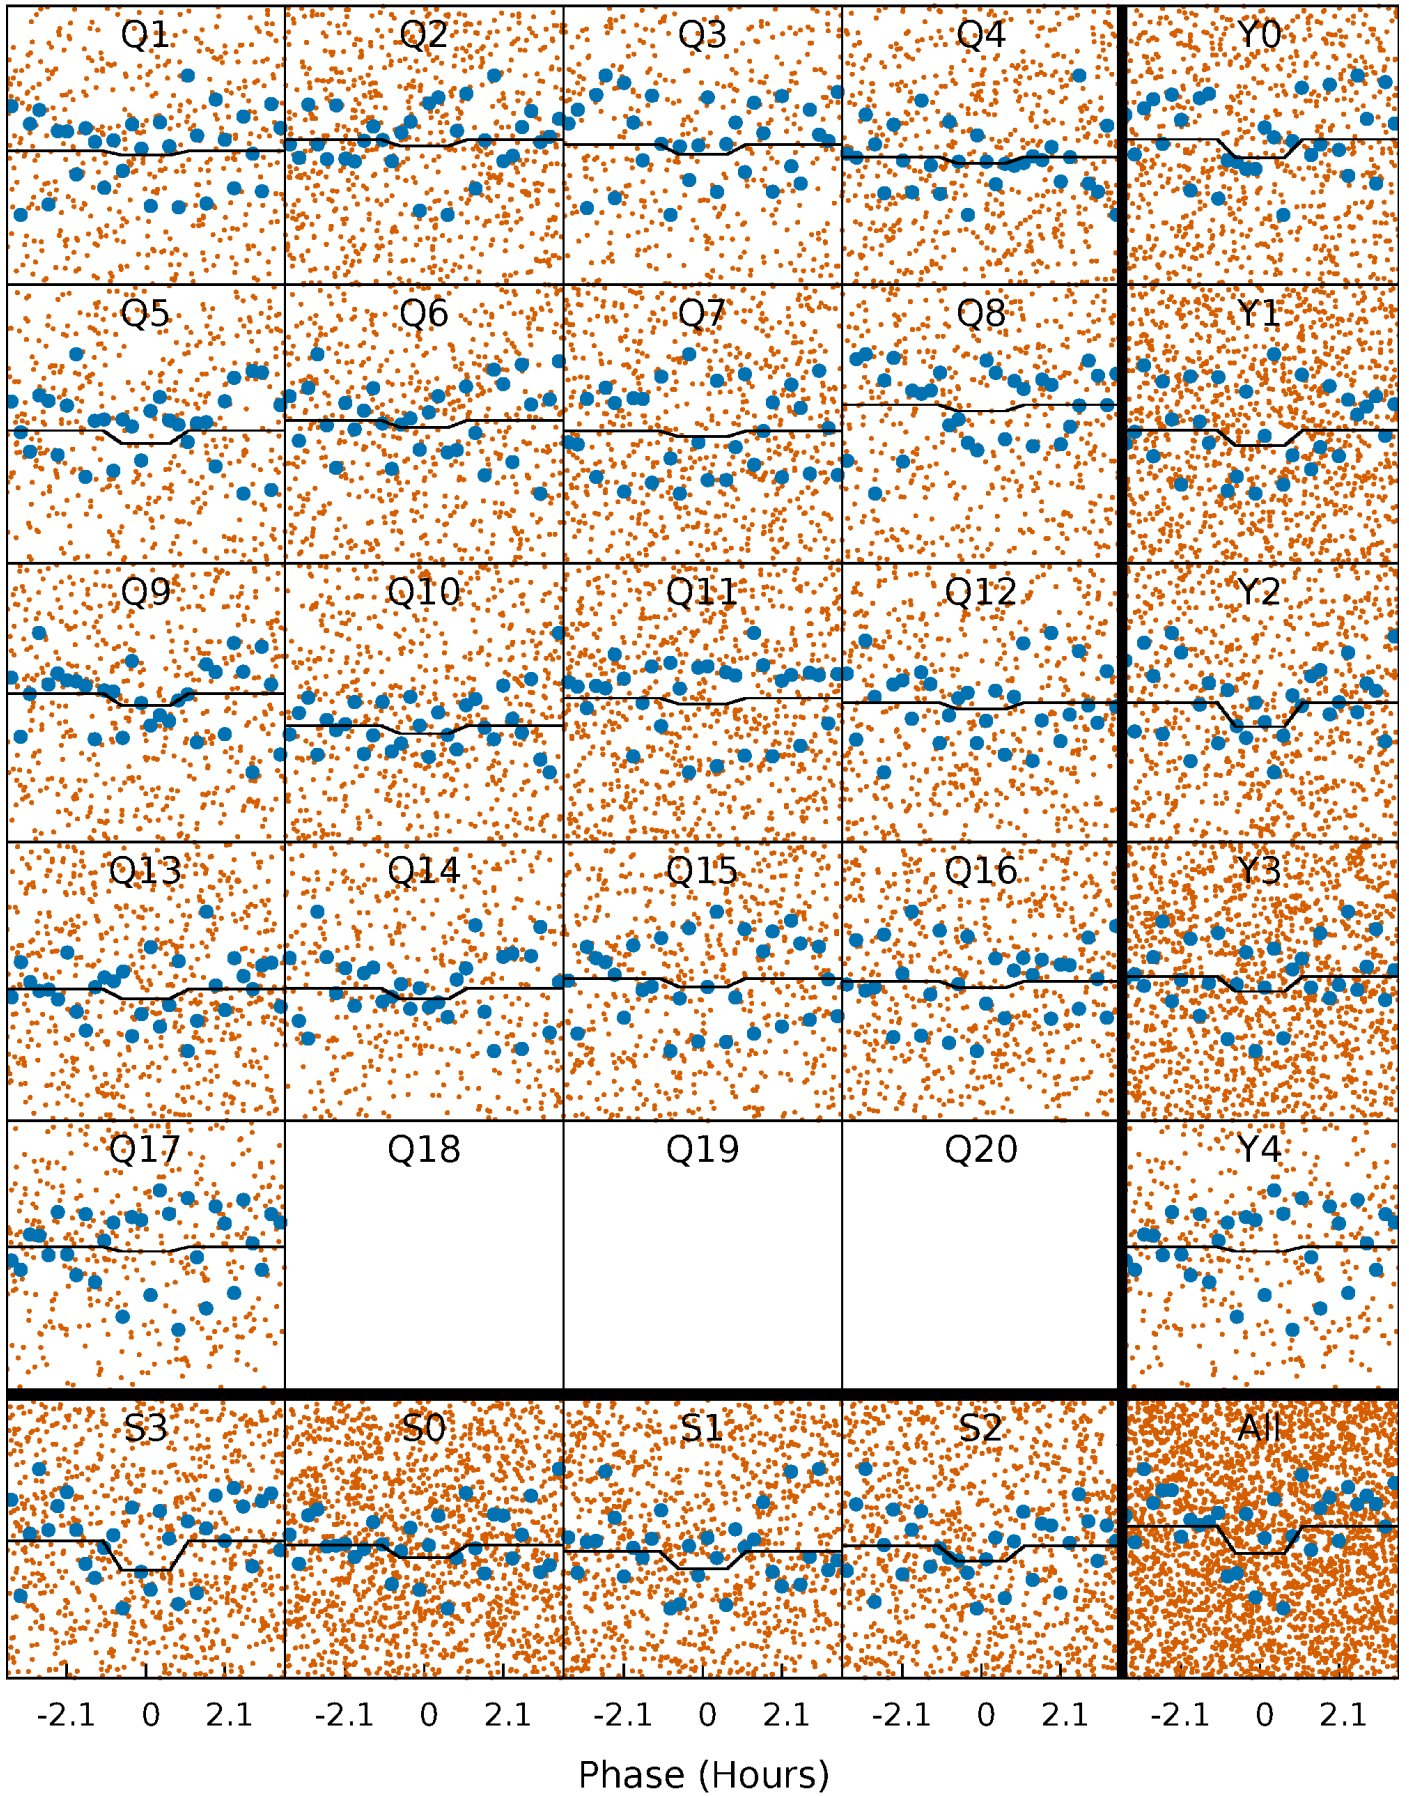 Q1 Q2 Q3 Q4 Y0
Q5 Q6 Q7 Q8 Y1
Q9 Q10 Q11 Q12 Y2
Q13 Q14 Q15 Q16 Y3
Q17 Q18 Q19 Q20 Y4
S3 S0 S1 S2 All
-2.1 0 2.1 -2.1 0 2.1 -2.1 0 2.1 -2.1 0 2.1 -2.1 0 2.1
Phase (Hours)